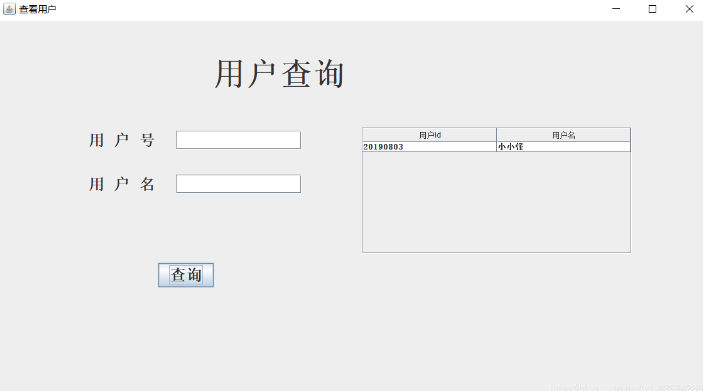 查看用户
用户查询
用 户 号
用户id 用户名
20190803 小小怪
用 户 名
查询